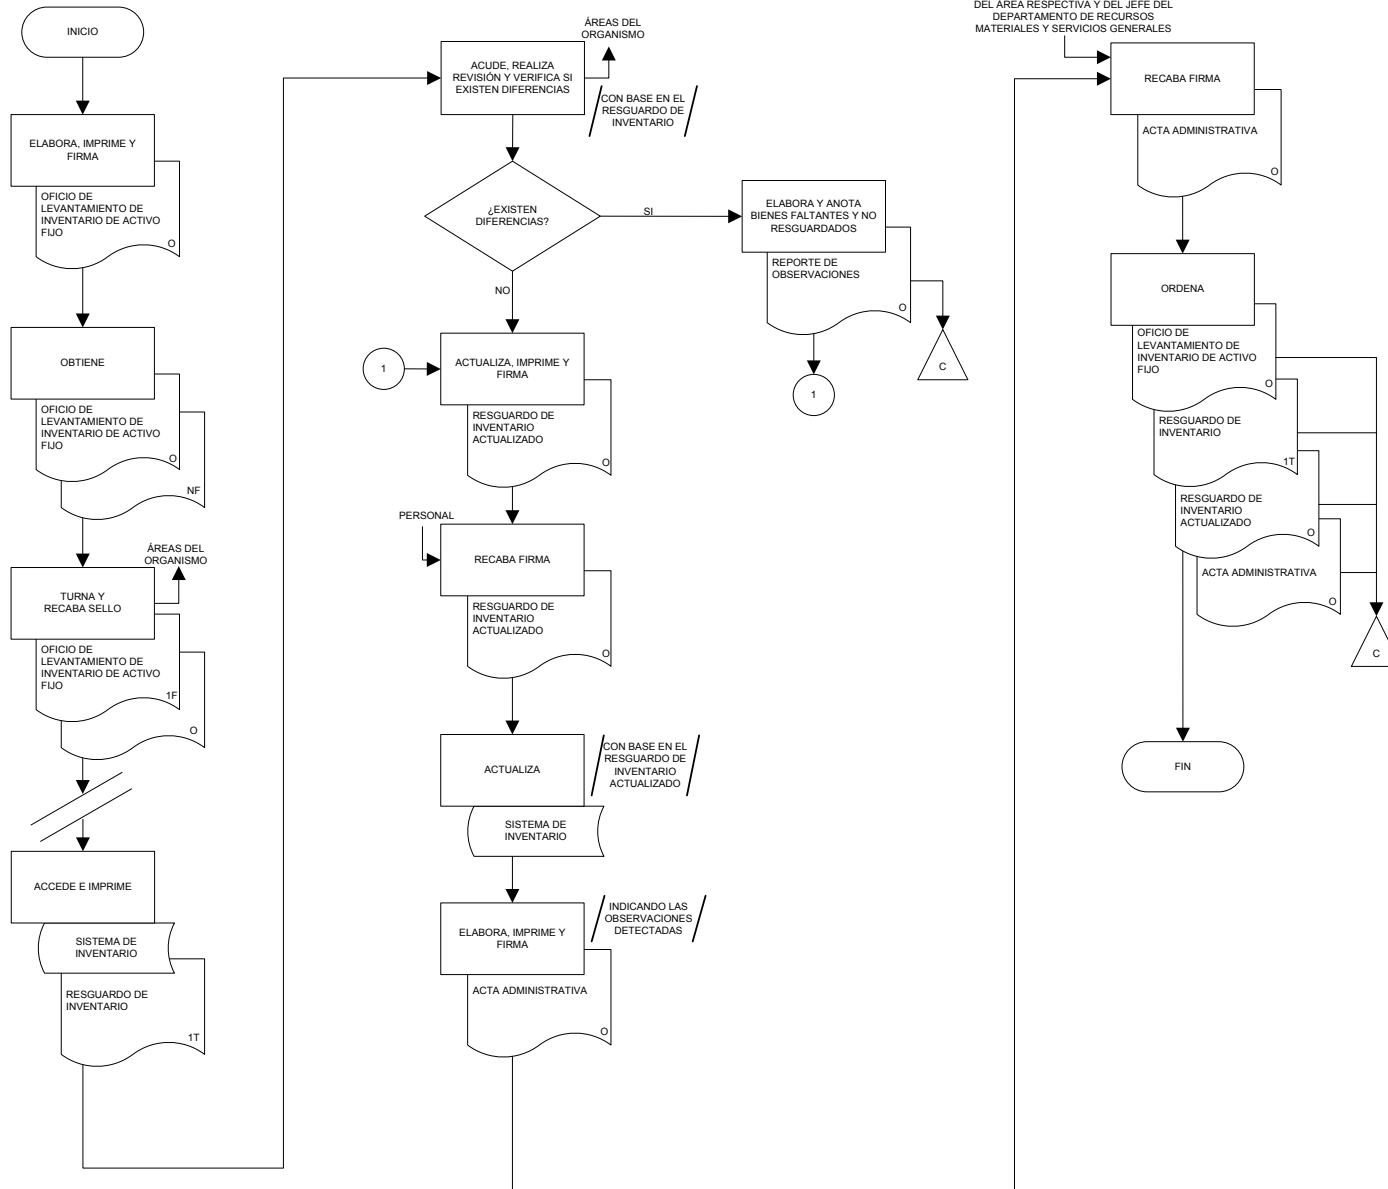 INICIO
ELABORA, IMPRIME Y
FIRMA
OFICIO DE
LEVANTAMIENTO DE
INVENTARIO DE ACTIVO
FIJO
O
OBTIENE
OFICIO DE
LEVANTAMIENTO DE
INVENTARIO DE ACTIVO
FIJO
O
NF
ÁREAS DEL
ORGANISMO
TURNA Y
RECABA SELLO
OFICIO DE
LEVANTAMIENTO DE
INVENTARIO DE ACTIVO
FIJO
1F
O
ACCEDE E IMPRIME
SISTEMA DE
INVENTARIO
RESGUARDO DE
INVENTARIO
1T
ÁREAS DEL
ORGANISMO
ACUDE, REALIZA
REVISIÓN Y VERIFICA SI
EXISTEN DIFERENCIAS
CON BASE EN EL
RESGUARDO DE
INVENTARIO
¿EXISTEN
DIFERENCIAS?
SI
ELABORA Y ANOTA
BIENES FALTANTES Y NO
RESGUARDADOS
REPORTE DE
OBSERVACIONES
O
C
1
NO
1
ACTUALIZA, IMPRIME Y
FIRMA
RESGUARDO DE
INVENTARIO
ACTUALIZADO
O
PERSONAL
RECABA FIRMA
RESGUARDO DE
INVENTARIO
ACTUALIZADO
O
ACTUALIZA
CON BASE EN EL
RESGUARDO DE
INVENTARIO
ACTUALIZADO
SISTEMA DE
INVENTARIO
ELABORA, IMPRIME Y
FIRMA
INDICANDO LAS
OBSERVACIONES
DETECTADAS
ACTA ADMINISTRATIVA
O
DEL ÁREA RESPECTIVA Y DEL JEFE DEL
DEPARTAMENTO DE RECURSOS
MATERIALES Y SERVICIOS GENERALES
RECABA FIRMA
ACTA ADMINISTRATIVA
O
ORDENA
OFICIO DE
LEVANTAMIENTO DE
INVENTARIO DE ACTIVO
FIJO
O
RESGUARDO DE
INVENTARIO
1T
RESGUARDO DE
INVENTARIO
ACTUALIZADO
O
ACTA ADMINISTRATIVA
O
C
FIN